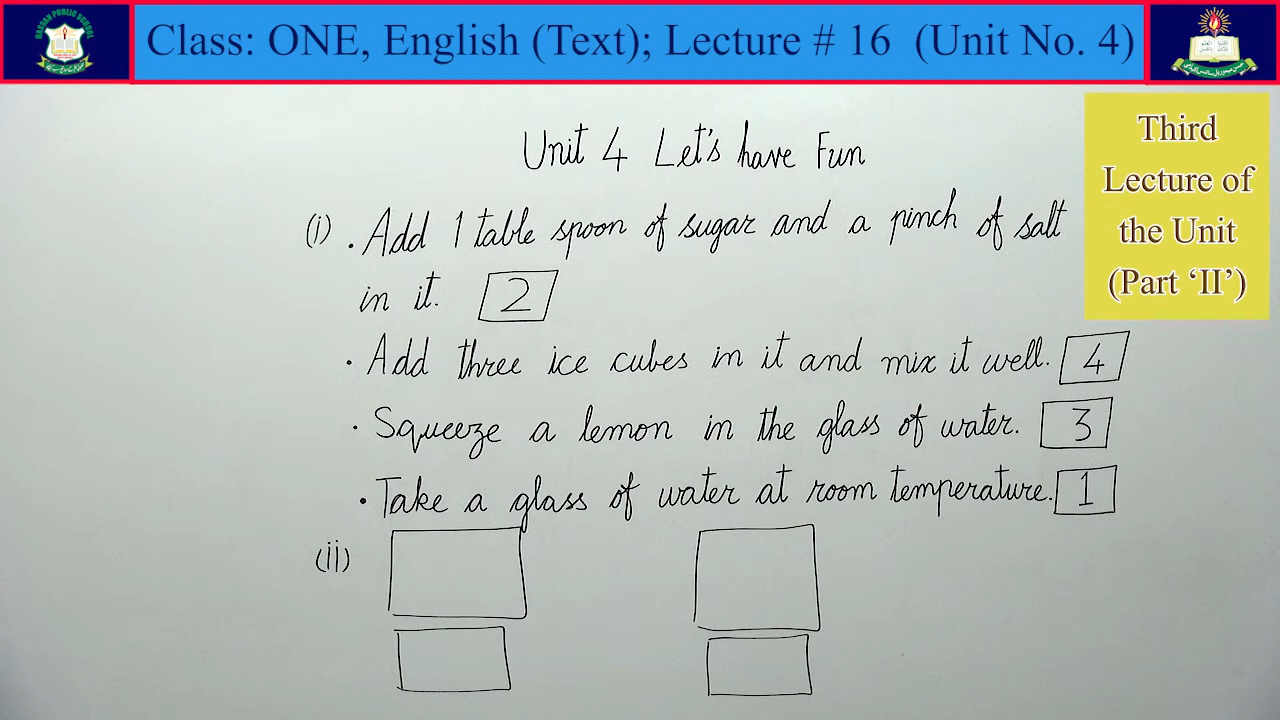 HASSAN PUBLIC SCHOOL
Class: ONE, English (Text); Lecture # 16 (Unit No. 4)
Third
Lecture of
the Unit
(Part ‘II’)
Unit 4 Let's have Fun
(i) . Add 1 table spoon of sugar and a pinch of salt
in it. 2
. Add three ice cubes in it and mix it well. 4
. Squeeze a lemon in the glass of water. 3
. Take a glass of water at room temperature. 1
(ii)